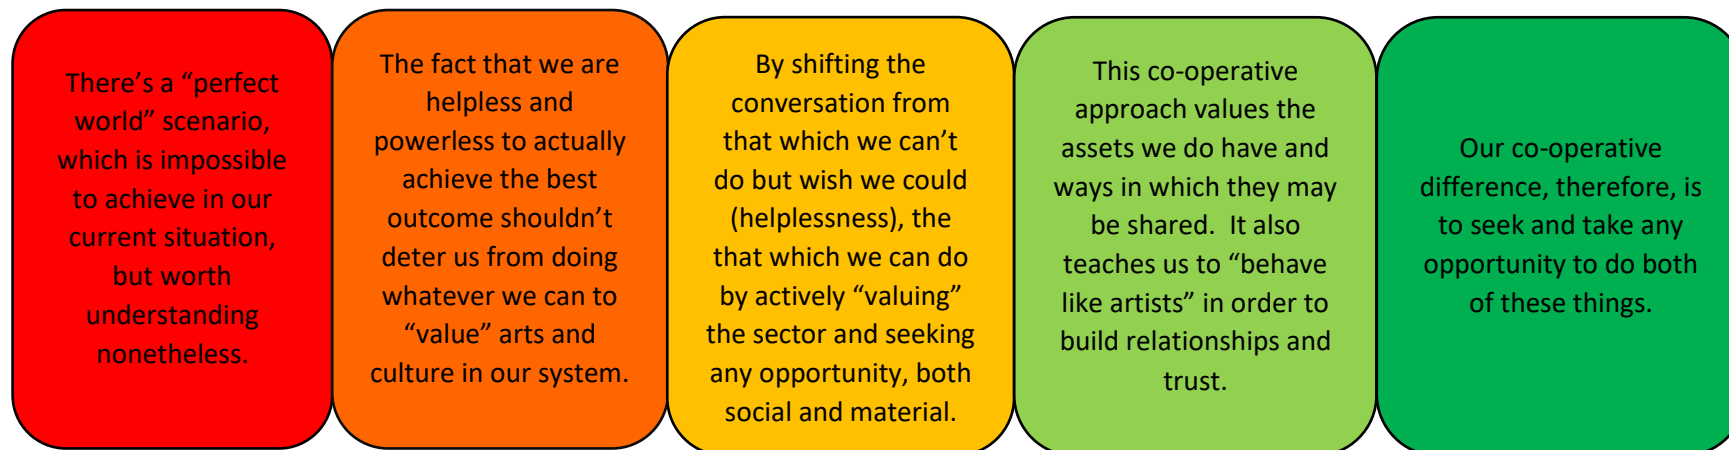 There’s a “perfect
world” scenario,
which is impossible
to achieve in our
current situation,
but worth
understanding
nonetheless.
The fact that we are
helpless and
powerless to actually
achieve the best
outcome shouldn’t
deter us from doing
whatever we can to
“value” arts and
culture in our system.
By shifting the
conversation from
that which we can’t
do but wish we could
(helplessness), the
that which we can do
by actively “valuing”
the sector and seeking
any opportunity, both
social and material.
This co-operative
approach values the
assets we do have and
ways in which they may
be shared.  It also
teaches us to “behave
like artists” in order to
build relationships and
trust.
Our co-operative
difference, therefore, is
to seek and take any
opportunity to do both
of these things.